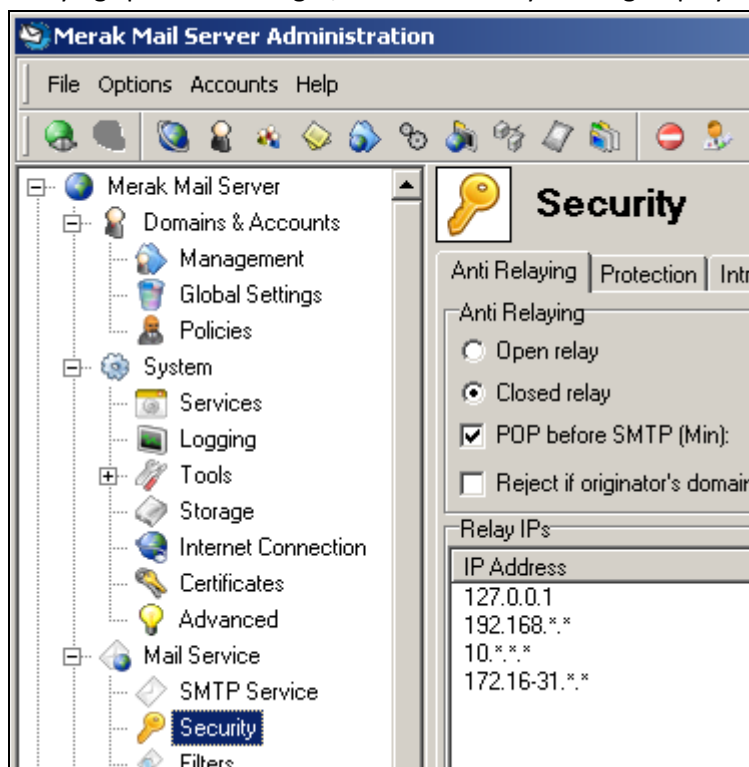 Merak Mail Server Administration
File Options Accounts Help
Merak Mail Server
Domains & Accounts
Management
Global Settings
Policies
System
Services
Logging
Tools
Storage
Internet Connection
Certificates
Advanced
Mail Service
SMTP Service
Security
Filters
Security
Anti Relaying Protection Intr
Anti Relaying
Open relay
Closed relay
POP before SMTP (Min):
Reject if originator's domain
Relay IPs
IP Address
127.0.0.1
192.168.*.*
10.*.*.*
172.16-31.*.*